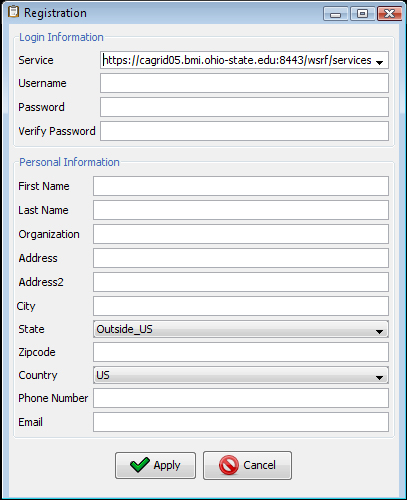 Registration
Login Information
Service https://cagrid05.bmi.ohio-state.edu:8443/wsrf/services
Username
Password
Verify Password
Personal Information
First Name
Last Name
Organization
Address
Address2
City
State Outside_US
Zipcode
Country US
Phone Number
Email
Apply Cancel